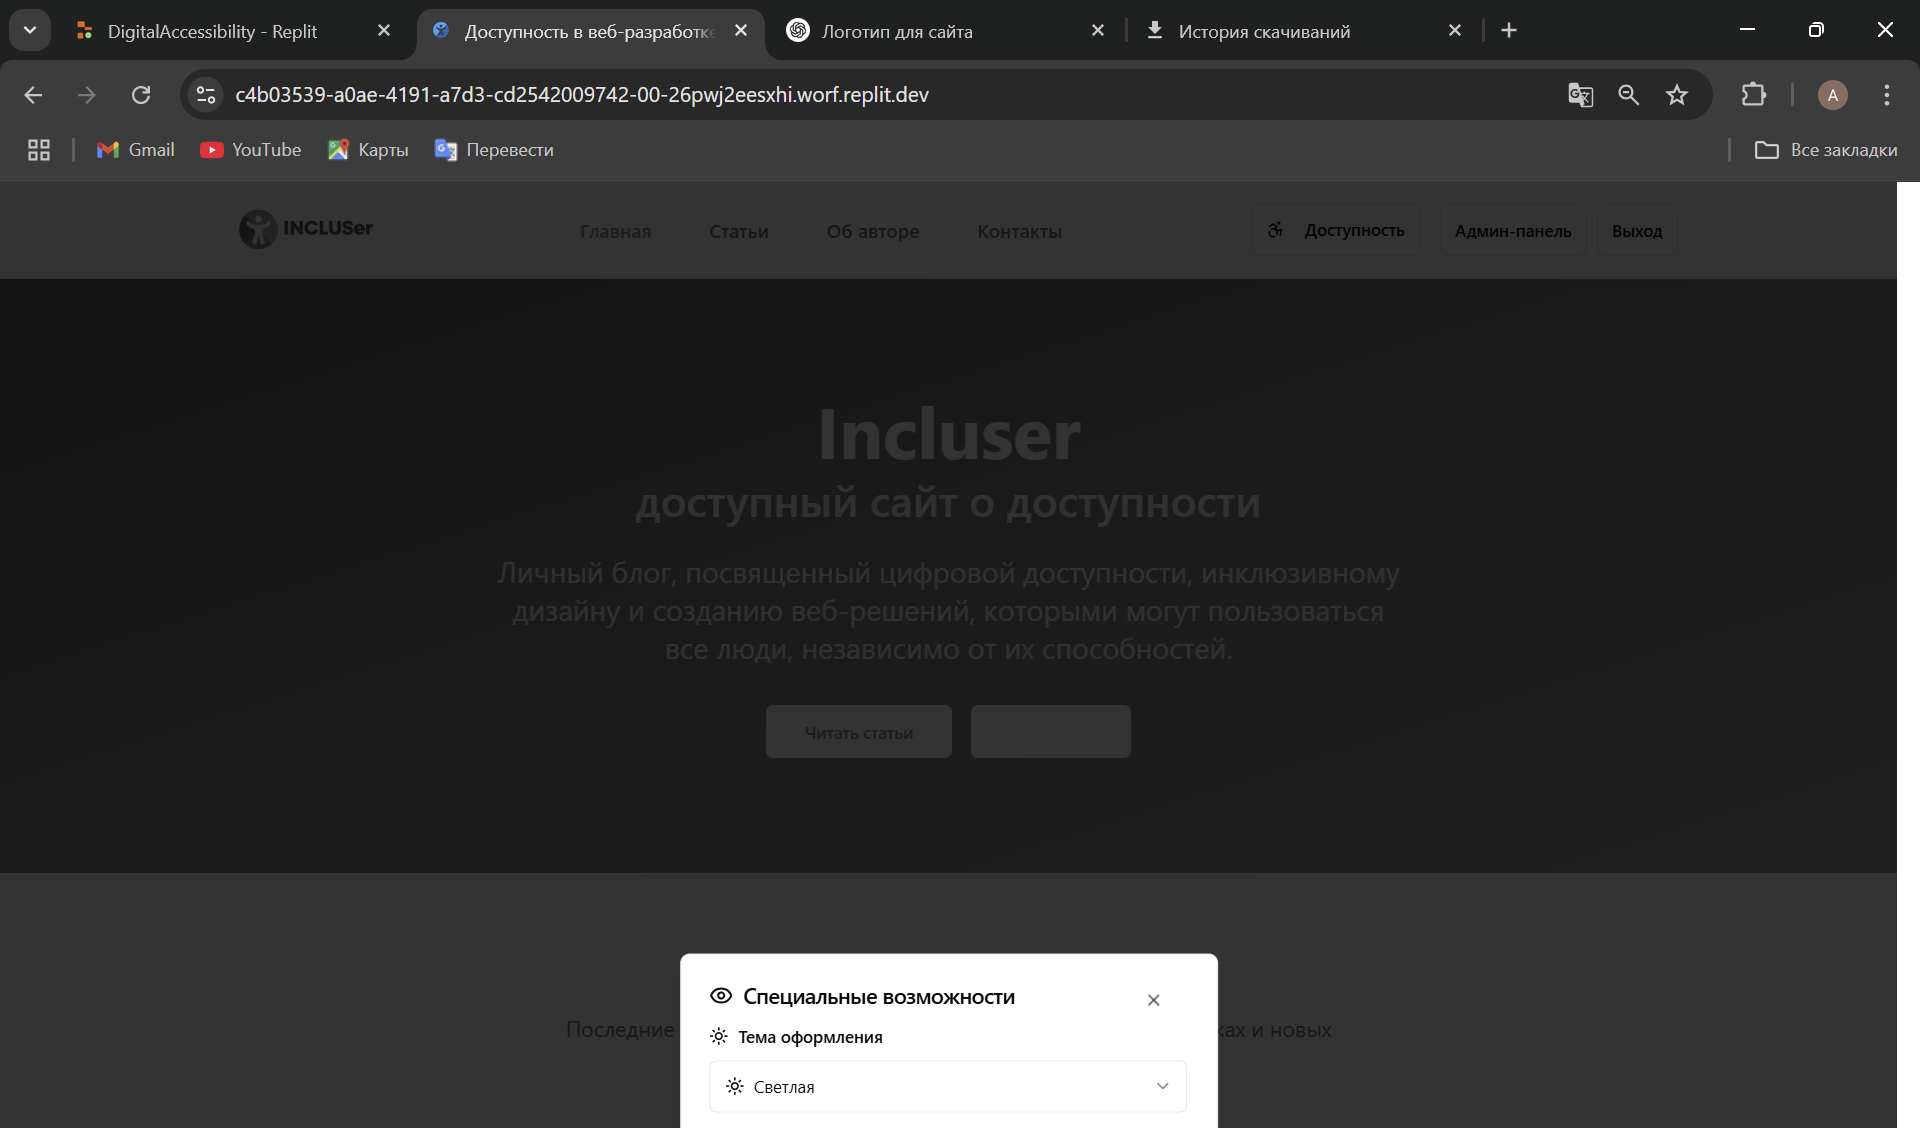 DigitalAccessibility - Replit
Доступность в веб-разработке
Логотип для сайта
История скачиваний
c4b03539-a0ae-4191-a7d3-cd2542009742-00-26pwj2eesxhi.worf.replit.dev
A
Gmail
YouTube
Карты
Перевести
Все закладки
INCLUSer
Главная
Статьи
Об авторе
Контакты
Доступность
Админ-панель
Выход
Incluser
доступный сайт о доступности
Личный блог, посвященный цифровой доступности, инклюзивному
дизайну и созданию веб-решений, которыми могут пользоваться
все люди, независимо от их способностей.
Читать статьи
Специальные возможности
Последние
ках и новых
Тема оформления
Светлая